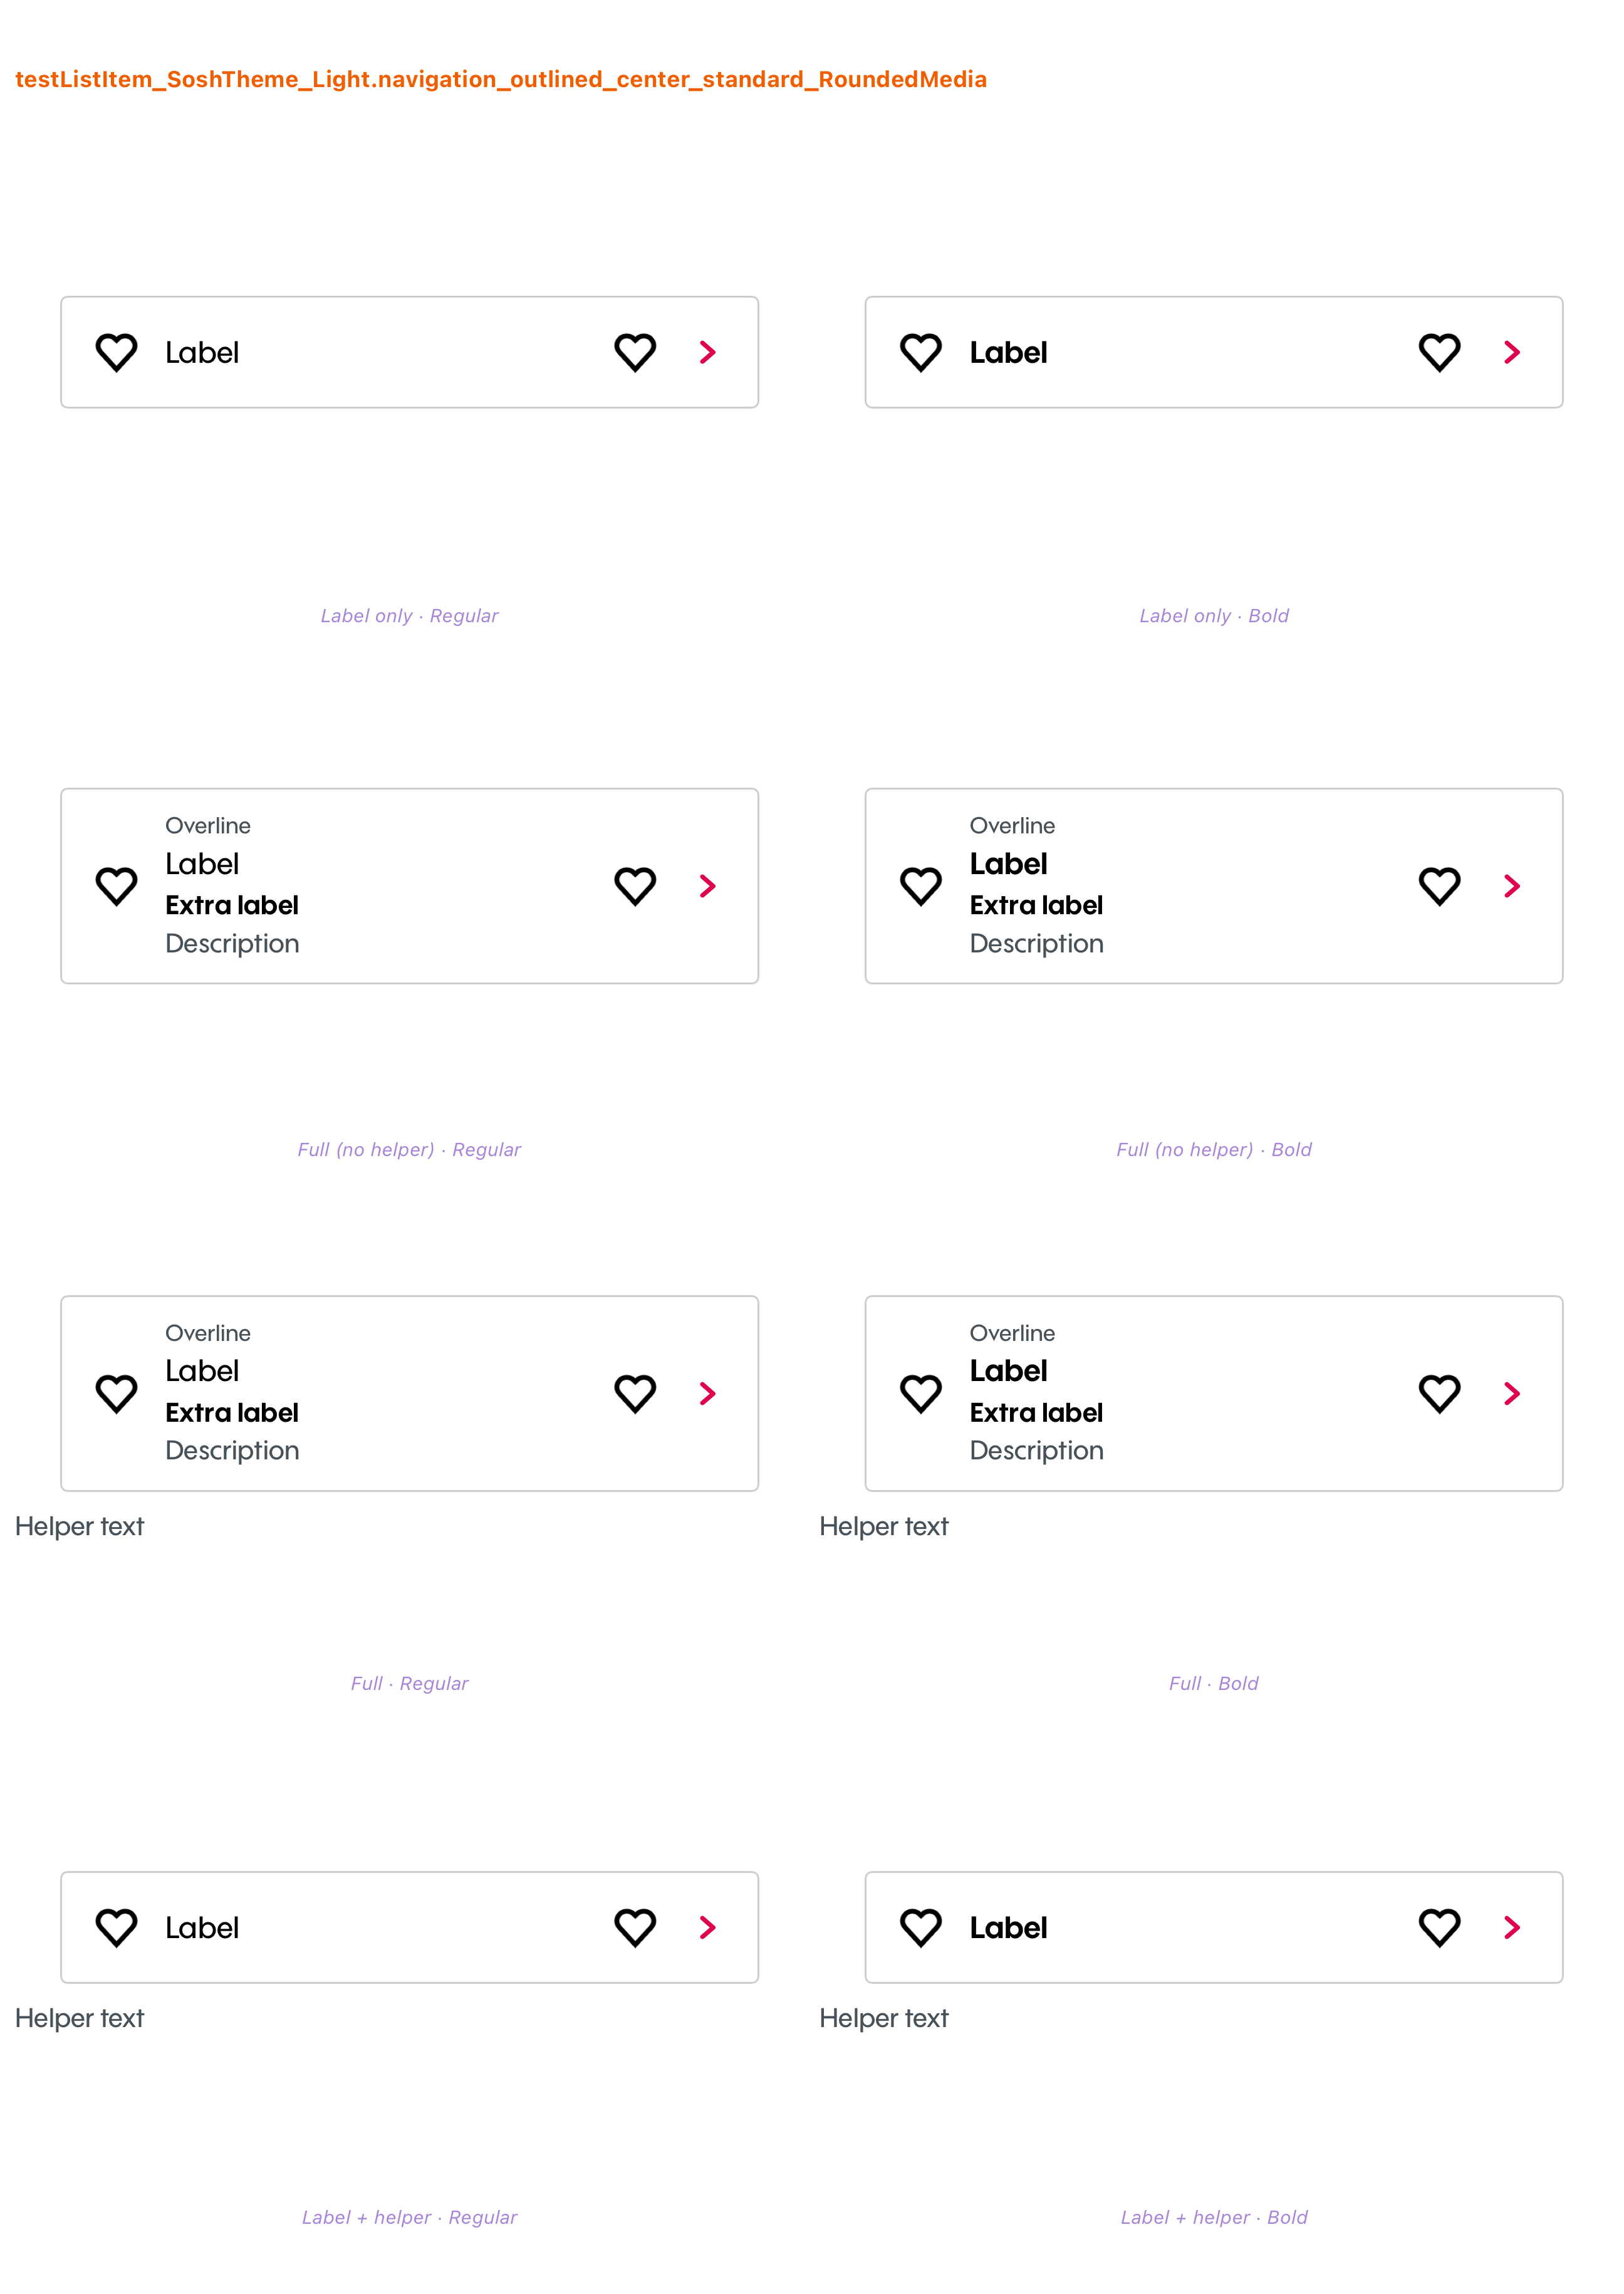 testListItem_SoshTheme_Light.navigation_outlined_center_standard_RoundedMedia
Label
Label
Label only · Regular
Label only · Bold
Overline
Label
Extra label
Description
Overline
Label
Extra label
Description
Full (no helper) · Regular
Full (no helper) · Bold
Overline
Label
Extra label
Description
Helper text
Overline
Label
Extra label
Description
Helper text
Full · Regular
Full · Bold
Label
Helper text
Label
Helper text
Label + helper · Regular
Label + helper · Bold